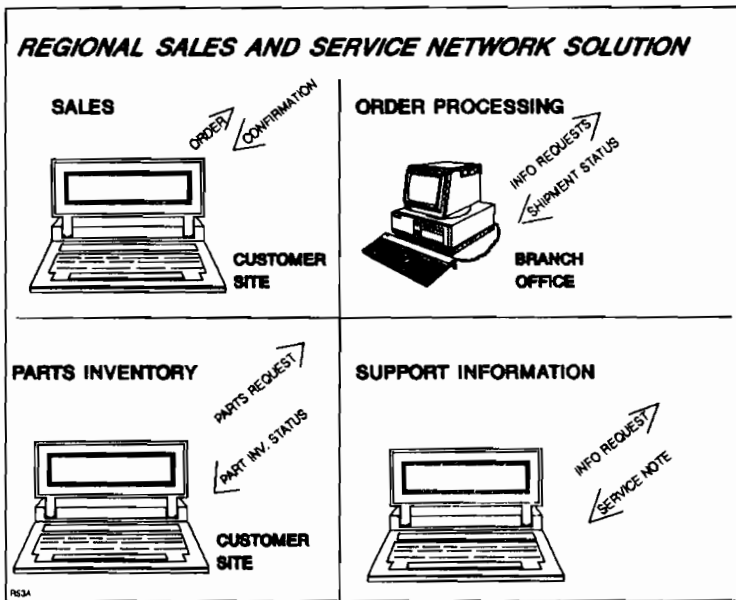 REGIONAL SALES AND SERVICE NETWORK SOLUTION
SALES
ORDER
CONFIRMATION
CUSTOMER
SITE
ORDER PROCESSING
INFO REQUESTS
SHIPMENT STATUS
BRANCH
OFFICE
PARTS INVENTORY
PARTS REQUEST
PART INV. STATUS
CUSTOMER
SITE
SUPPORT INFORMATION
INFO REQUEST
SERVICE NOTE
RS3A